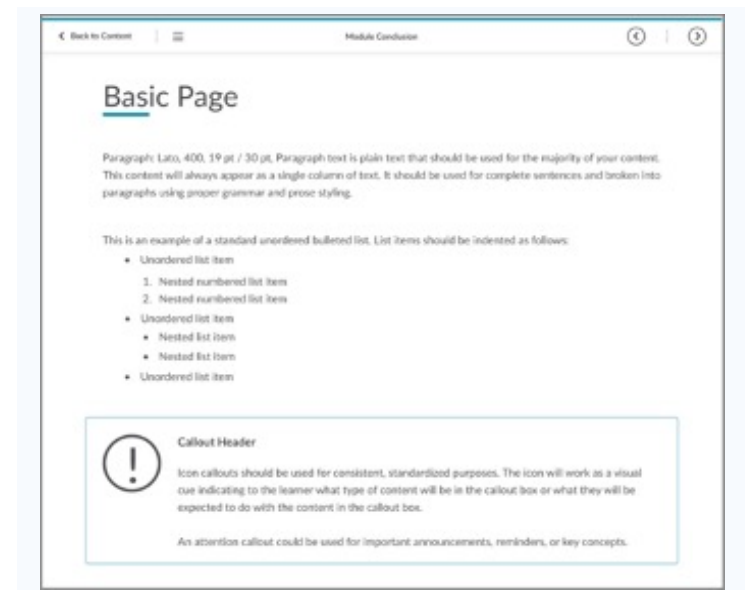 Back to Content
Module Conclusion
Basic Page
Paragraph: Lato, 400, 19 pt / 30 pt, Paragraph text is plain text that should be used for the majority of your content.
This content will always appear as a single column of text. It should be used for complete sentences and broken into
paragraphs using proper grammar and prose styling.
This is an example of a standard unordered bulleted list. List items should be indented as follows:
• Unordered list item
1. Nested numbered list item
2. Nested numbered list item
• Unordered list item
• Nested list item
• Nested list item
• Unordered list item
Callout Header
Icon callouts should be used for consistent, standardized purposes. The icon will work as a visual
cue indicating to the learner what type of content will be in the callout box or what they will be
expected to do with the content in the callout box.
An attention callout could be used for important announcements, reminders, or key concepts.